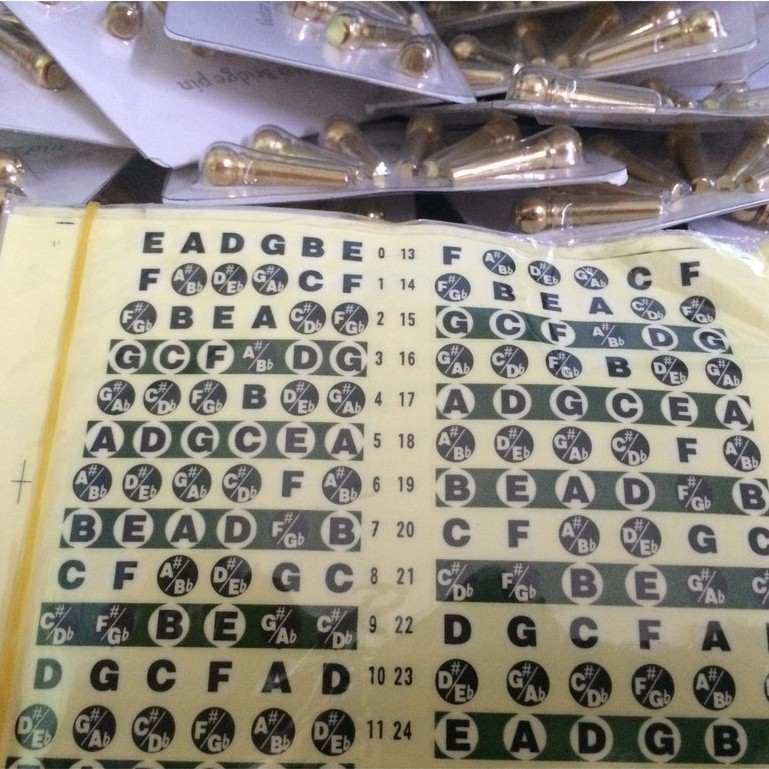 Bridge pin
E A D G B E 0 13 F A#/Bb D#/Eb G#/Ab C F
F A#/Bb D#/Eb G#/Ab C F 1 14 F#/Gb B E A C#/Db F#/Gb
F#/Gb B E A C#/Db F#/Gb 2 15 G C F A#/Bb D G
G C F A#/Bb D G 3 16 G#/Ab C#/Db F#/Gb B D#/Eb G#/Ab
G#/Ab C#/Db F#/Gb B D#/Eb G#/Ab 4 17 A D G C E A
A D G C E A 5 18 A#/Bb D#/Eb G#/Ab C#/Db F A#/Bb
A#/Bb D#/Eb G#/Ab C#/Db F A#/Bb 6 19 B E A D F#/Gb B
B E A D F#/Gb B 7 20 C F A#/Bb D#/Eb G C
C F A#/Bb D#/Eb G C 8 21 C#/Db F#/Gb B E G#/Ab
C#/Db F#/Gb B E G#/Ab C#/Db 9 22 D G C F A
D G C F A D 10 23 D#/Eb G#/Ab C#/Db F#/Gb A#/Bb
D#/Eb G#/Ab C#/Db F#/Gb A#/Bb D#/Eb 11 24 E A D G B